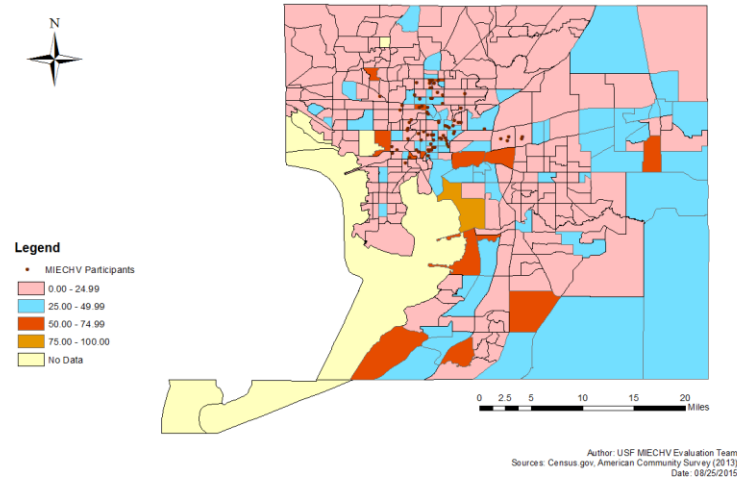 N
Legend
MIECHV Participants
0.00 - 24.99
25.00 - 49.99
50.00 - 74.99
75.00 - 100.00
No Data
0 2.5 5 10 15 20
Miles
Author: USF MIECHV Evaluation Team
Sources: Census.gov, American Community Survey (2013)
Date: 08/25/2015